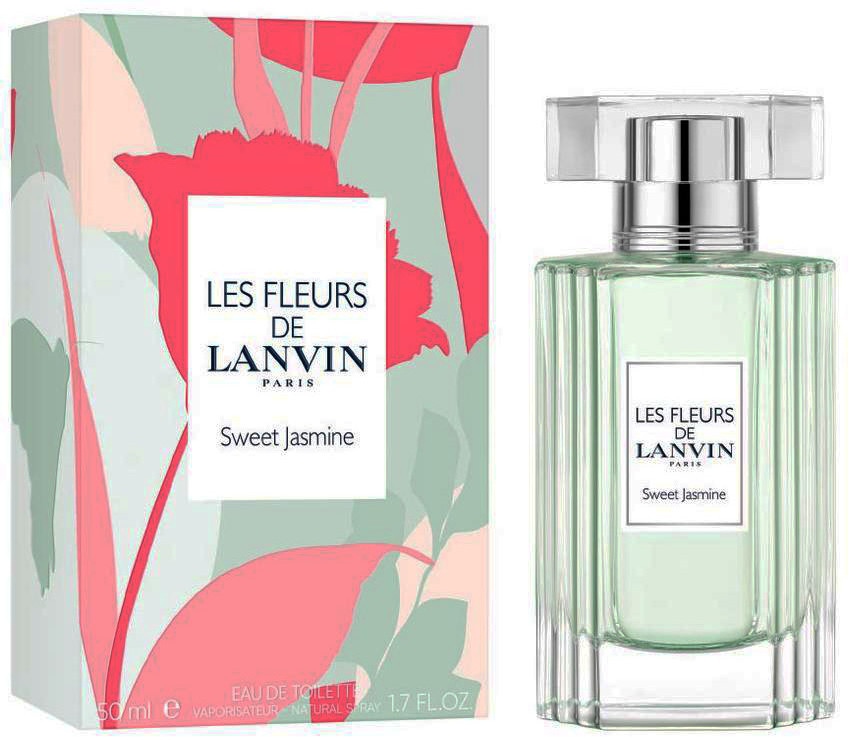 LES FLEURS
DE
LANVIN
PARIS
Sweet Jasmine
EAU DE TOILETTE
50 ml e VAPORISATEUR - NATURAL SPRAY 1.7 FL.OZ.
LES FLEURS
DE
LANVIN
PARIS
Sweet Jasmine